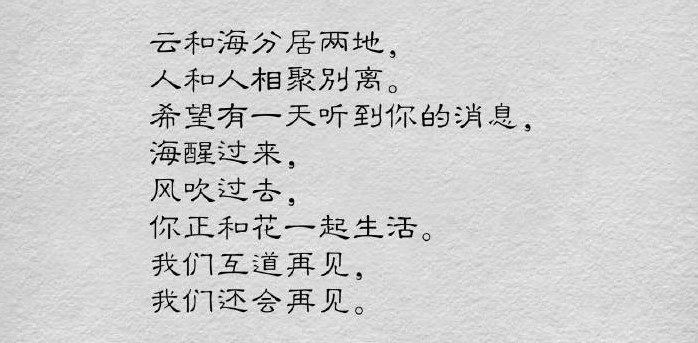 云和海分居两地，
人和人相聚别离。
希望有一天听到你的消息，
海醒过来，
风吹过去，
你正和花一起生活。
我们互道再见，
我们还会再见。